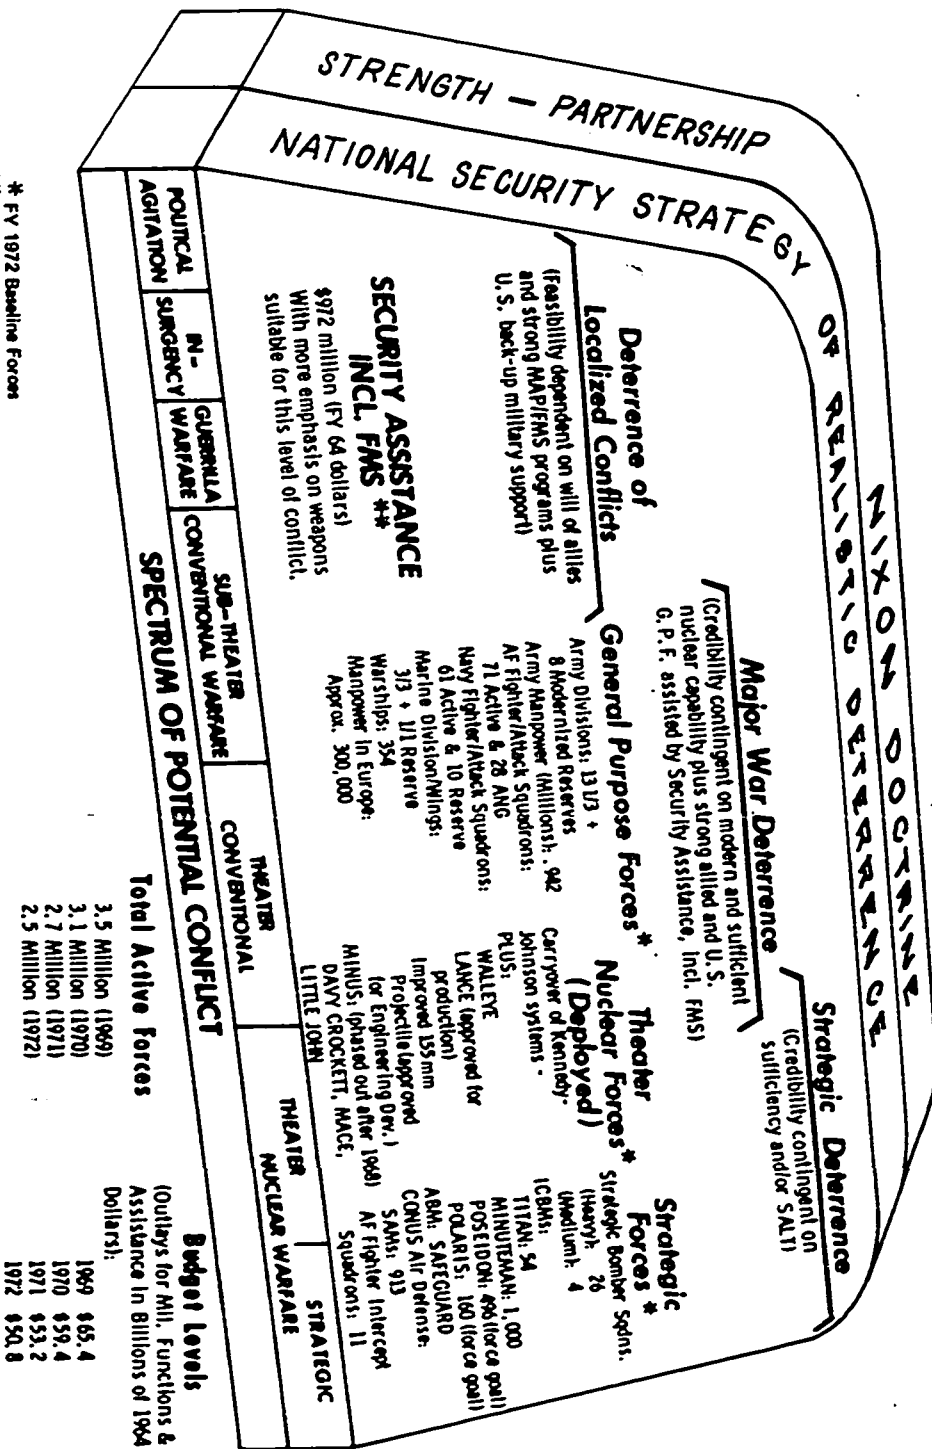 NIXON DOCTRINE
STRENGTH — PARTNERSHIP
NATIONAL SECURITY STRATEGY OF REALISTIC DETERRENCE
Strategic Deterrence
(Credibility contingent on
sufficiency and/or SALT)
Major War Deterrence
(Credibility contingent on modern and sufficient
nuclear capability plus strong allied and U.S.
G.P.F. assisted by Security Assistance, incl. FMS)
Deterrence of
Localized Conflicts
(Feasibility dependent on will of allies
and strong MAP/FMS programs plus
U.S. back-up military support)
SECURITY ASSISTANCE
INCL. FMS **
$972 million (FY 64 dollars)
With more emphasis on weapons
suitable for this level of conflict.
General Purpose Forces *
Army Divisions: 13 1/3 +
8 Modernized Reserves
Army Manpower (Millions): .942
AF Fighter/Attack Squadrons:
71 Active & 28 ANG
Navy Fighter/Attack Squadrons:
61 Active & 10 Reserve
Marine Division/Wings:
3/3 + 1/1 Reserve
Warships: 354
Manpower in Europe:
Approx. 300,000
Theater
Nuclear Forces *
(Deployed)
Carryover of Kennedy-
Johnson systems -
PLUS:
WALLEYE
LANCE (approved for
production)
Improved 155 mm
Projectile (approved
for Engineering Dev.)
MINUS: (phased out after 1968)
DAVY CROCKETT, MACE,
LITTLE JOHN
Strategic
Forces *
Strategic Bomber Sqdns.
(Heavy): 26
(Medium): 4
ICBMs:
TITAN: 54
MINUTEMAN: 1,000
POSEIDON: 496 (force goal)
POLARIS: 160 (force goal)
ABM: SAFEGUARD
CONUS Air Defense:
SAMs: 913
AF Fighter Intercept
Squadrons: 11
POLITICAL
AGITATION
IN-
SURGENCY
GUERRILLA
WARFARE
SUB-THEATER
CONVENTIONAL WARFARE
THEATER
CONVENTIONAL
THEATER
NUCLEAR WARFARE
STRATEGIC
SPECTRUM OF POTENTIAL CONFLICT
Total Active Forces
3.5 Million (1969)
3.1 Million (1970)
2.7 Million (1971)
2.5 Million (1972)
Budget Levels
(Outlays for Mil. Functions &
Assistance in Billions of 1964
Dollars):
1969 $65.4
1970 $59.4
1971 $53.2
1972 $50.8
* FY 1972 Baseline Forces